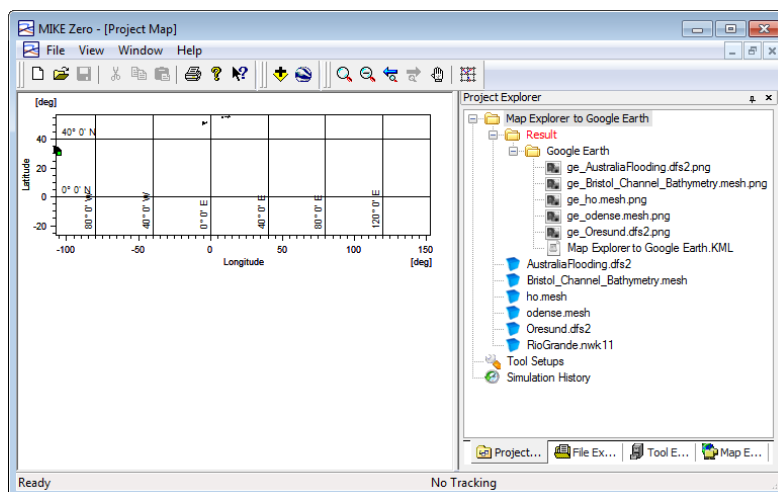 MIKE Zero - [Project Map]
File View Window Help
[deg]
40
20
0
-20
Latitude
40° 0' N
0° 0' N
80° 0' W
40° 0' W
0° 0' E
40° 0' E
80° 0' E
120° 0' E
-100 -50 0 50 100 150
Longitude [deg]
Project Explorer
Map Explorer to Google Earth
Result
Google Earth
ge_AustraliaFlooding.dfs2.png
ge_Bristol_Channel_Bathymetry.mesh.png
ge_ho.mesh.png
ge_odense.mesh.png
ge_Oresund.dfs2.png
Map Explorer to Google Earth.KML
AustraliaFlooding.dfs2
Bristol_Channel_Bathymetry.mesh
ho.mesh
odense.mesh
Oresund.dfs2
RioGrande.nwk11
Tool Setups
Simulation History
Project... File Ex... Tool E... Map E...
Ready No Tracking